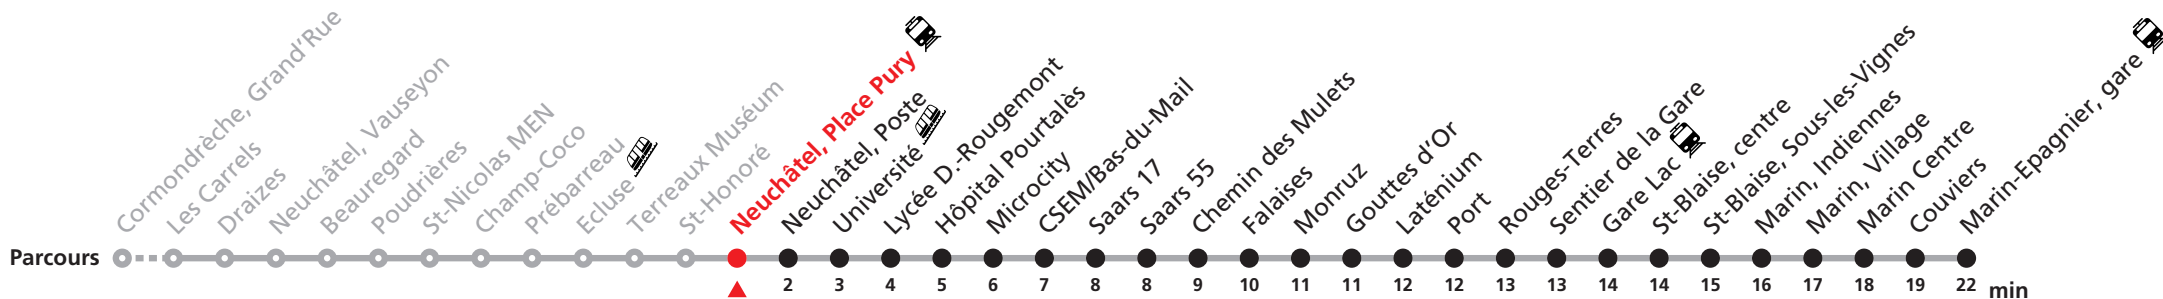 Cormondrèche, Grand'Rue
Les Carrels
Draizes
Neuchâtel, Vauseyon
Beauregard
Poudrières
St-Nicolas MEN
Champ-Coco
Prébarreau
Ecluse
Terreaux Muséum
St-Honoré
Neuchâtel, Place Pury
Neuchâtel, Poste
Université
Lycée D.-Rougemont
Hôpital Pourtalès
Microcity
CSEM/Bas-du-Mail
Saars 17
Saars 55
Chemin des Mulets
Falaises
Monruz
Gouttes d'Or
Laténium
Port
Rouges-Terres
Sentier de la Gare
Gare Lac
St-Blaise, centre
St-Blaise, Sous-les-Vignes
Marin, Indiennes
Marin, Village
Marin Centre
Couviers
Marin-Epagnier, gare
Parcours
2 3 4 5 6 7 8 8 9 10 11 11 12 12 13 13 14 14 15 16 17 18 19 22 min